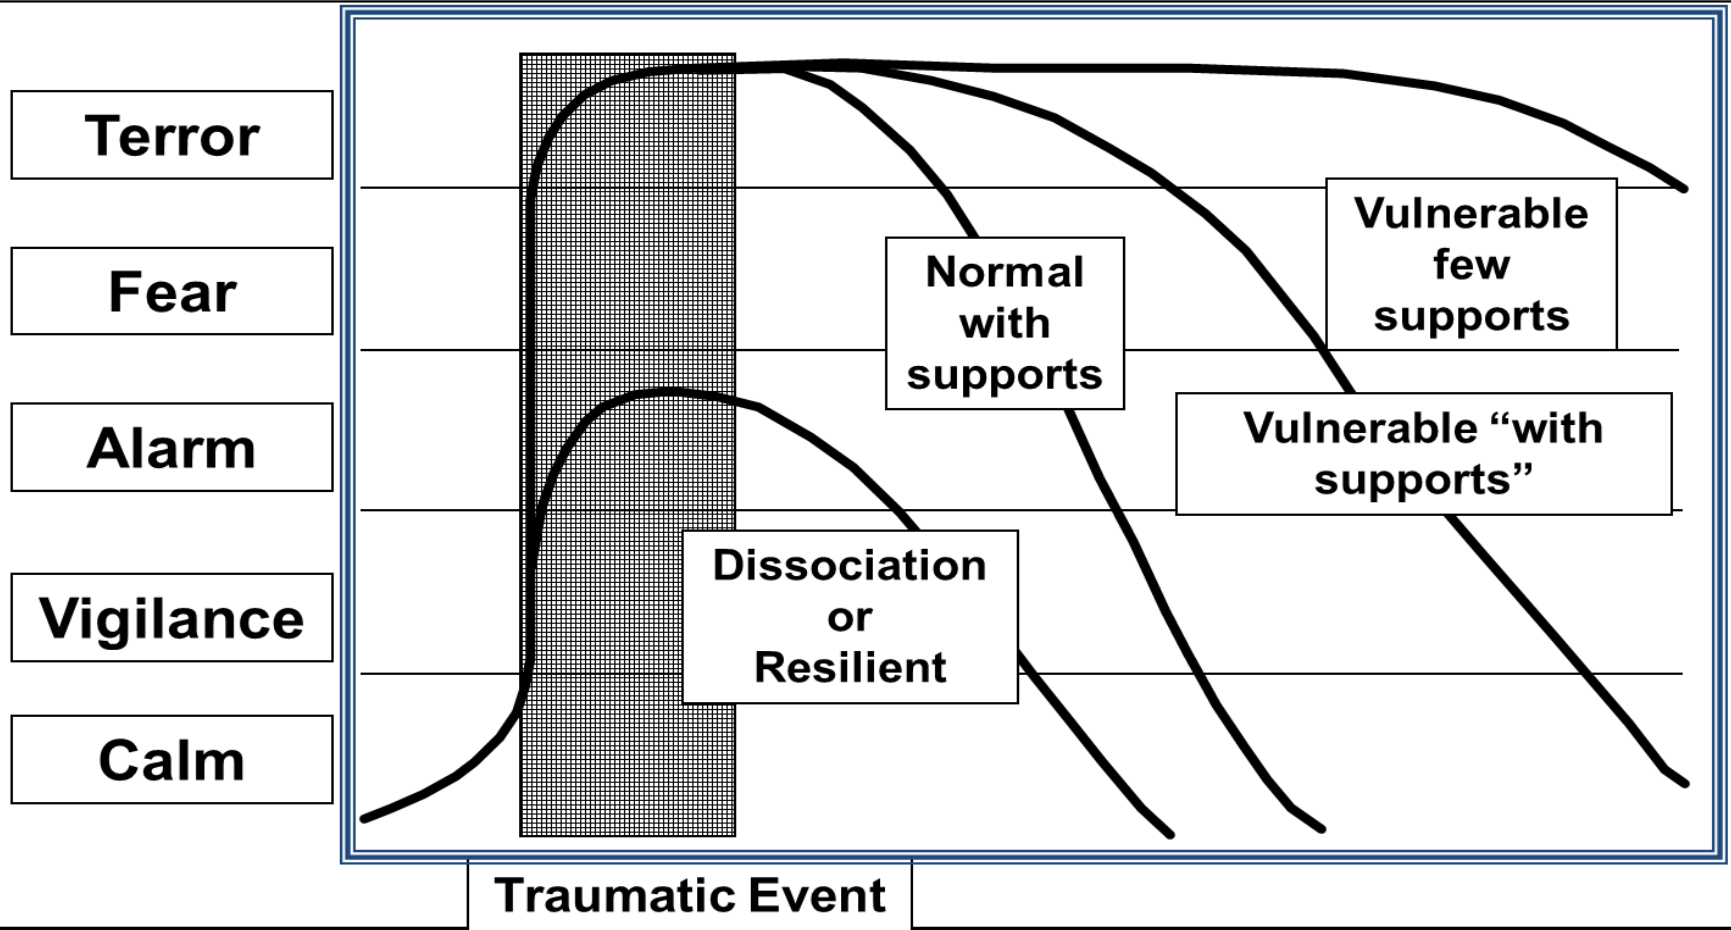 Terror
Fear
Alarm
Vigilance
Calm
Normal
with
supports
Vulnerable
few
supports
Vulnerable “with
supports”
Dissociation
or
Resilient
Traumatic Event